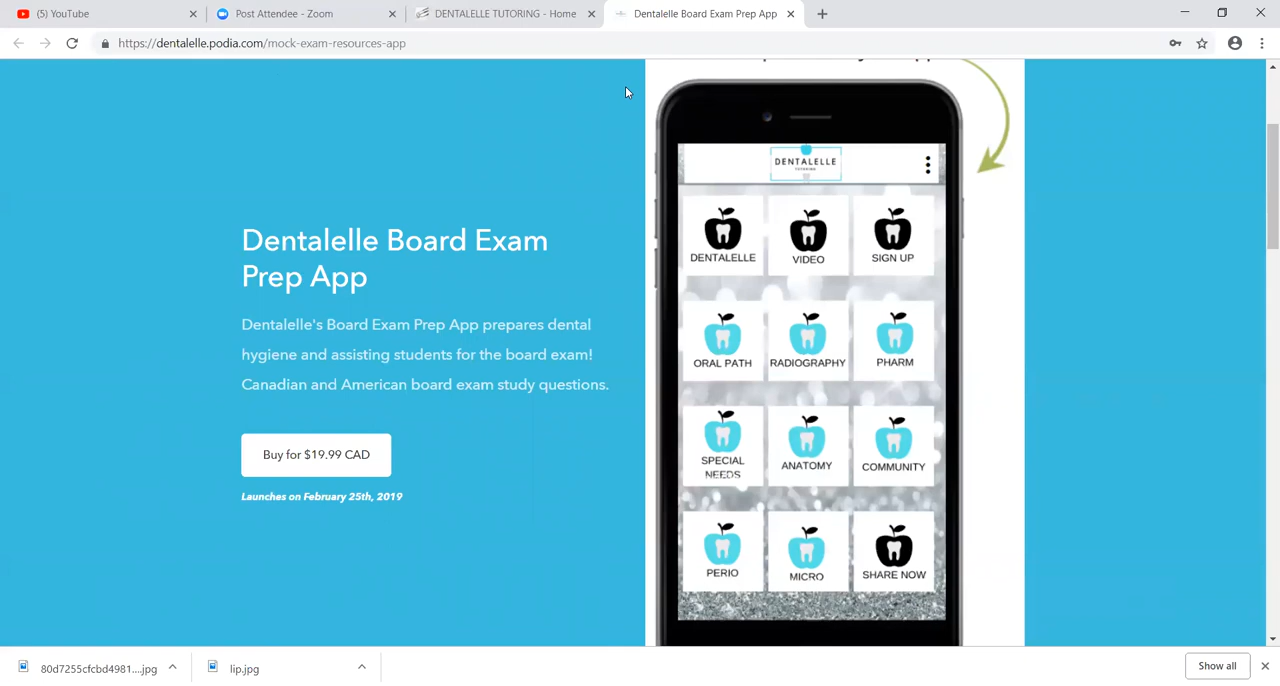 (5) YouTube
Post Attendee - Zoom
DENTALELLE TUTORING - Home
Dentalelle Board Exam Prep App
https://dentalelle.podia.com/mock-exam-resources-app
DENTALELLE
TUTORING
DENTALELLE
VIDEO
SIGN UP
Dentalelle Board Exam
Prep App
Dentalelle's Board Exam Prep App prepares dental
hygiene and assisting students for the board exam!
Canadian and American board exam study questions.
ORAL PATH
RADIOGRAPHY
PHARM
Buy for $19.99 CAD
Launches on February 25th, 2019
SPECIAL
NEEDS
ANATOMY
COMMUNITY
PERIO
MICRO
SHARE NOW
80d7255cfcbd4981....jpg
lip.jpg
Show all